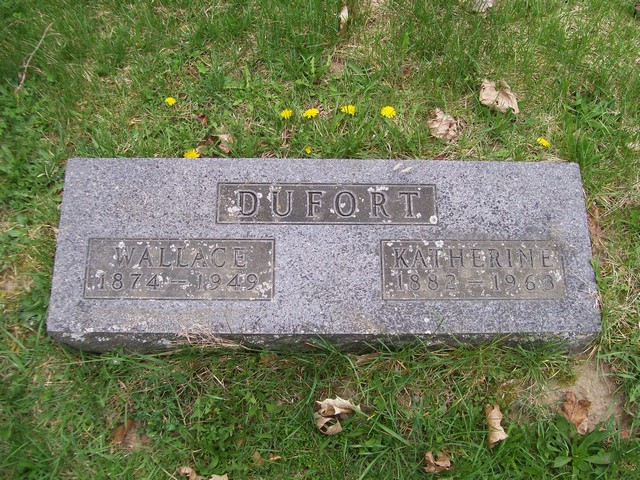 DUFORT
WALLACE
1874 – 1949
KATHERINE
1882 – 1963